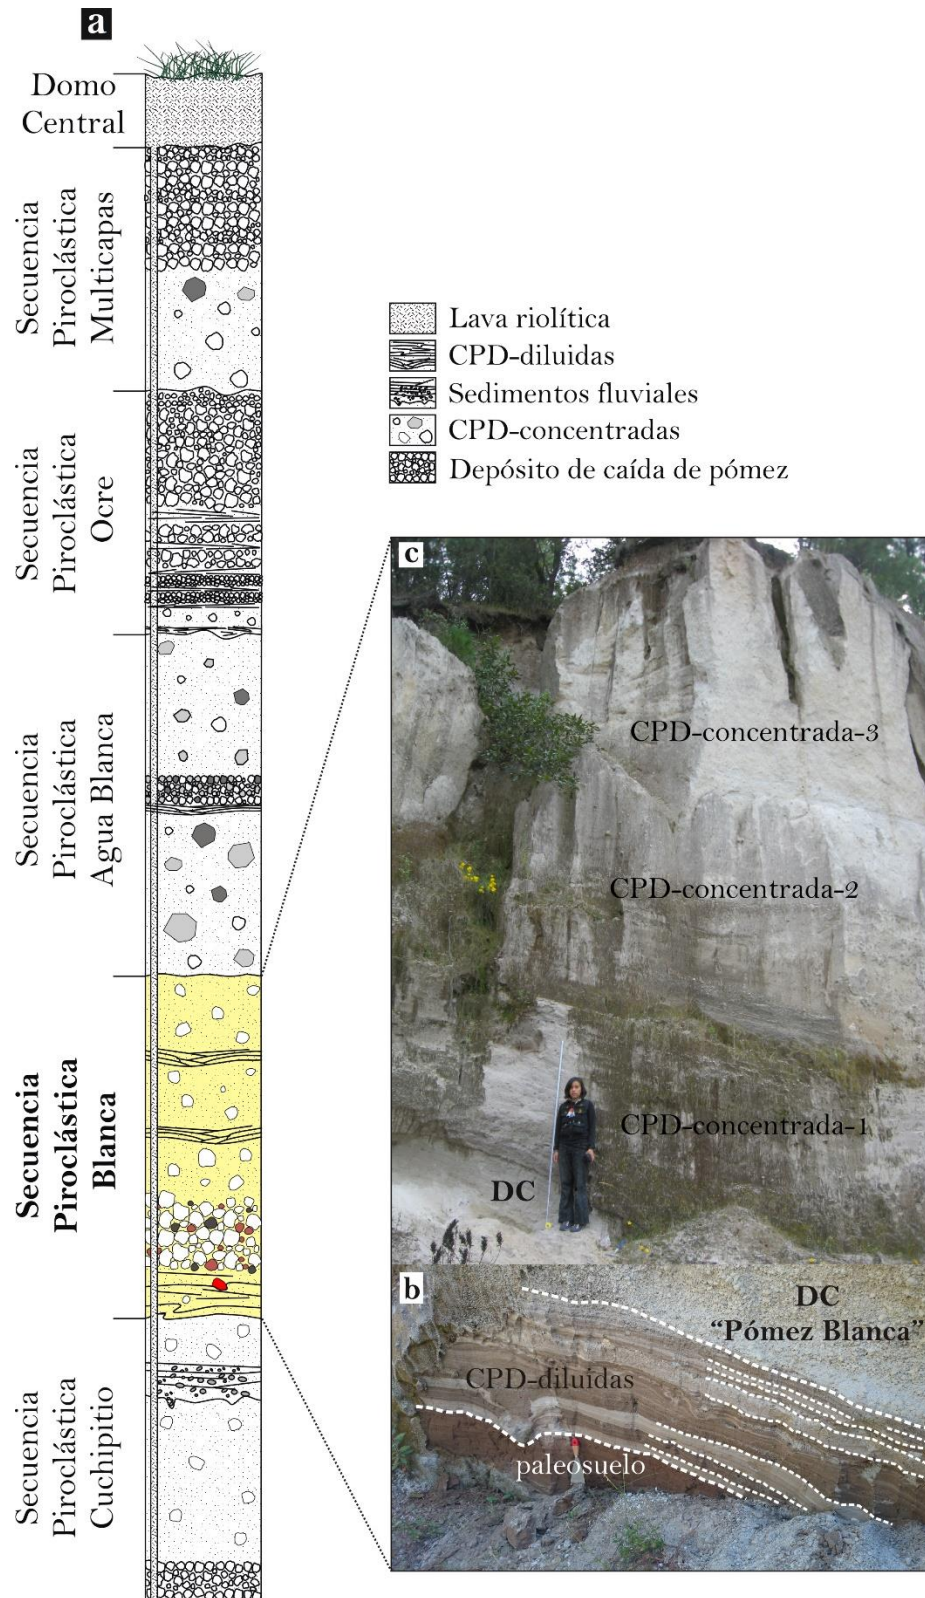 a
Domo
Central
Secuencia
Piroclástica
Multicapas
Secuencia
Piroclástica
Ocre
Secuencia
Piroclástica
Agua Blanca
Secuencia
Piroclástica
Blanca
Secuencia
Piroclástica
Cuchipitio
Lava riolítica
CPD-diluidas
Sedimentos fluviales
CPD-concentradas
Depósito de caída de pómez
c
CPD-concentrada-3
CPD-concentrada-2
CPD-concentrada-1
DC
b
DC
"Pómez Blanca"
CPD-diluidas
paleosuelo